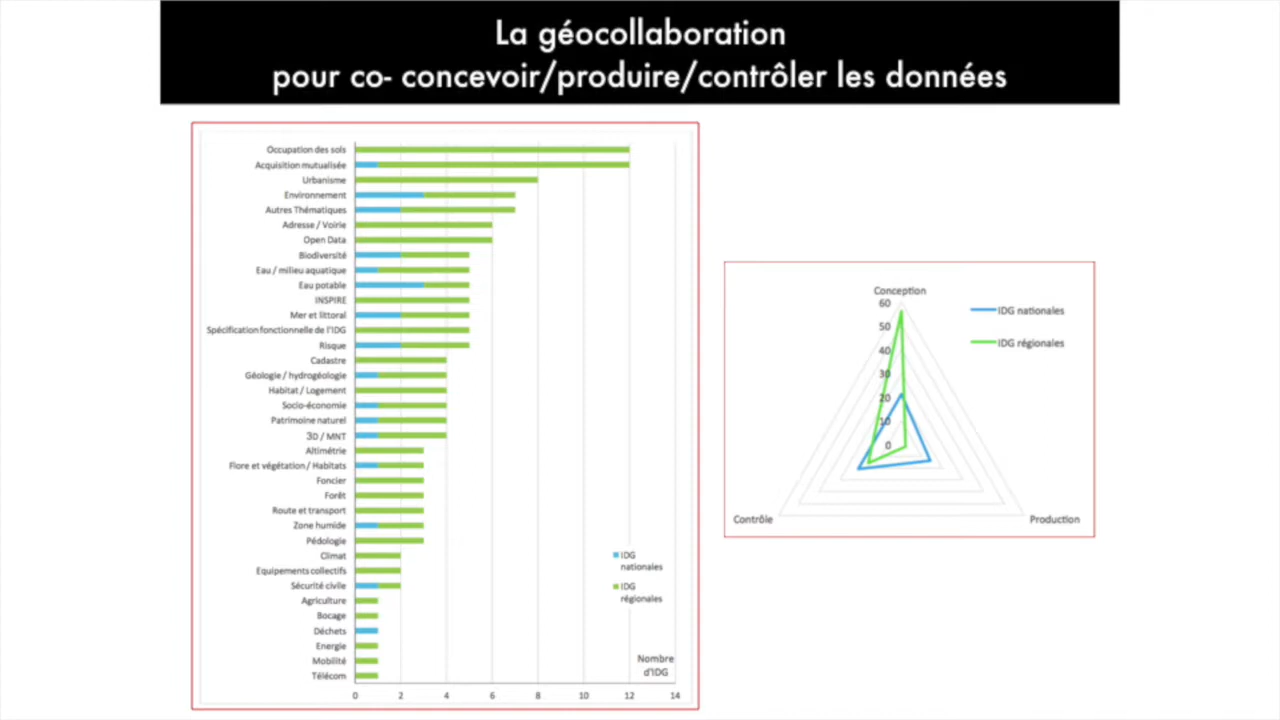 La géocollaboration
pour co- concevoir/produire/contrôler les données
Occupation des sols
Acquisition mutualisée
Urbanisme
Environnement
Autres Thématiques
Adresse / Voirie
Open Data
Biodiversité
Eau / milieu aquatique
Eau potable
INSPIRE
Mer et littoral
Spécification fonctionnelle de l'IDG
Risque
Cadastre
Géologie / hydrogéologie
Habitat / Logement
Socio-économie
Patrimoine naturel
3D / MNT
Altimétrie
Flore et végétation / Habitats
Foncier
Forêt
Route et transport
Zone humide
Pédologie
Climat
Equipements collectifs
Sécurité civile
Agriculture
Bocage
Déchets
Energie
Mobilité
Télécom
0 2 4 6 8 10 12 14
IDG
nationales
IDG
régionales
Nombre
d'IDG
Conception
60
50
40
30
20
10
0
Contrôle
Production
IDG nationales
IDG régionales